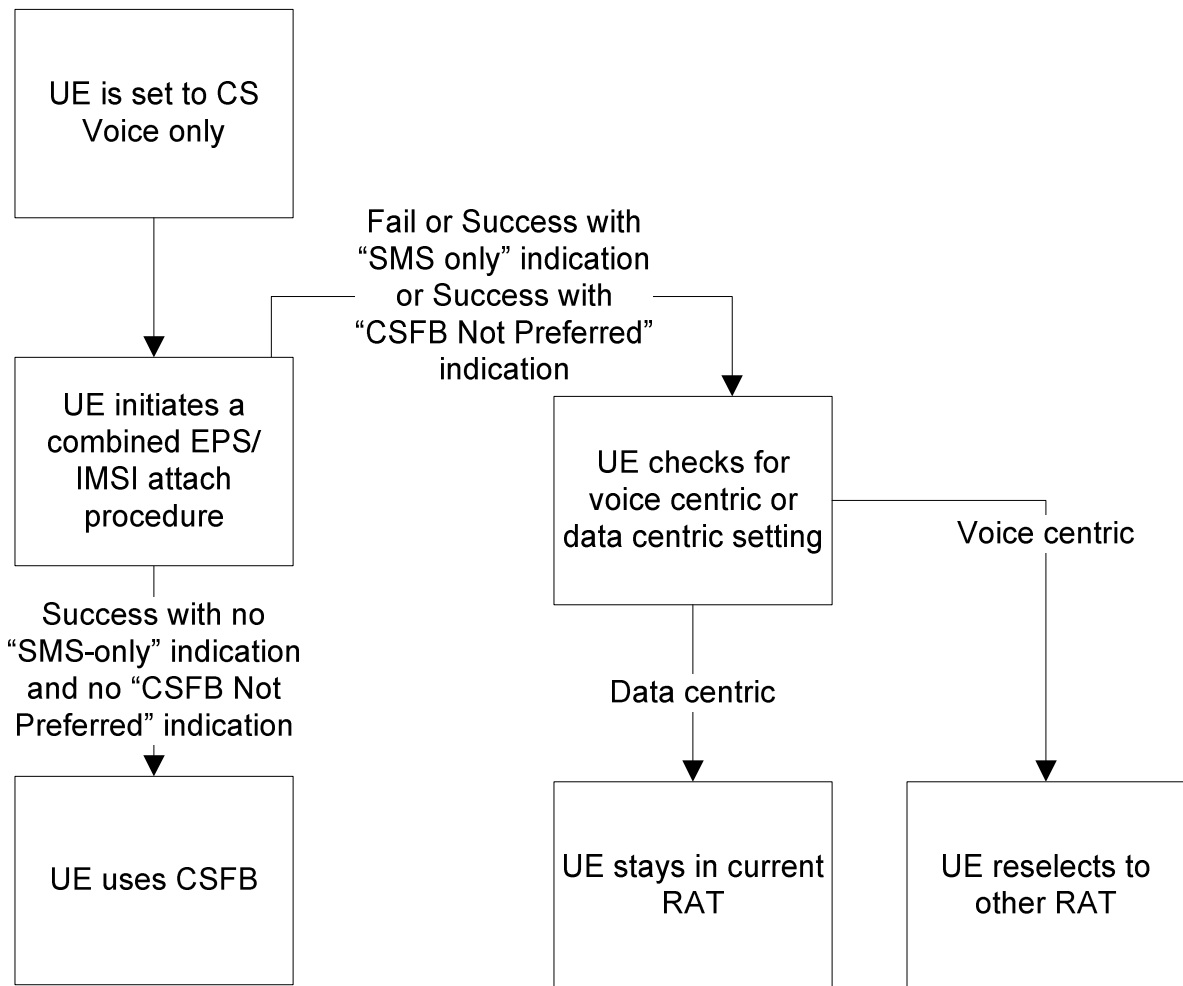 UE is set to CS
Voice only
Fail or Success with
“SMS only” indication
or Success with
“CSFB Not Preferred”
indication
UE initiates a
combined EPS/
IMSI attach
procedure
UE checks for
voice centric or
data centric setting
Voice centric
Success with no
“SMS-only” indication
and no “CSFB Not
Preferred” indication
Data centric
UE uses CSFB
UE stays in current
RAT
UE reselects to
other RAT